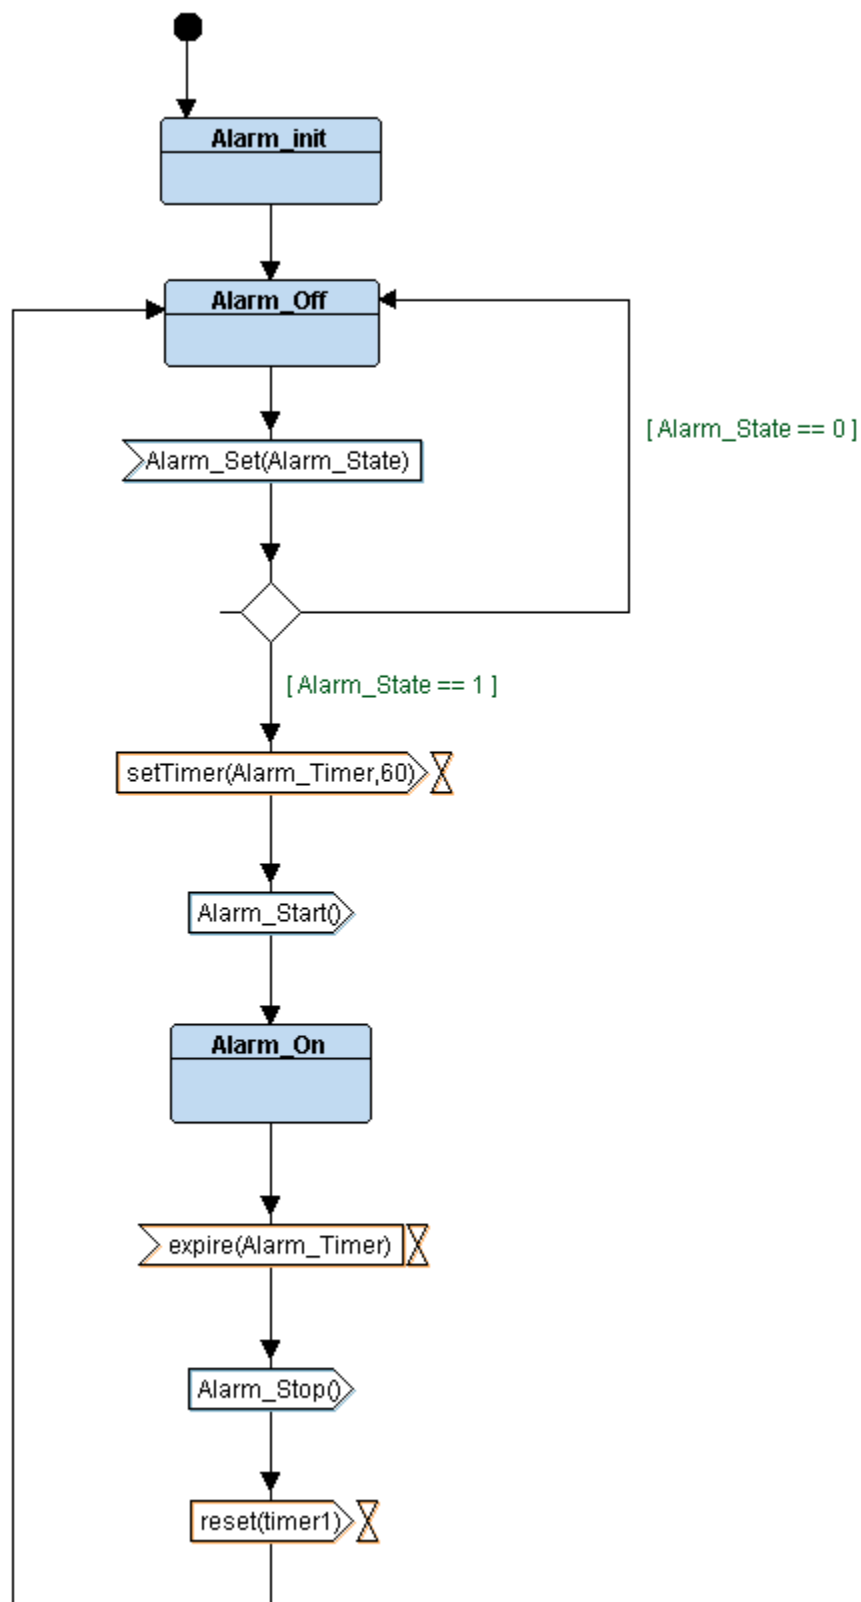 Alarm_init
Alarm_Off
[ Alarm_State == 0 ]
Alarm_Set(Alarm_State)
[ Alarm_State == 1 ]
setTimer(Alarm_Timer,60)
Alarm_Start()
Alarm_On
expire(Alarm_Timer)
Alarm_Stop()
reset(timer1)